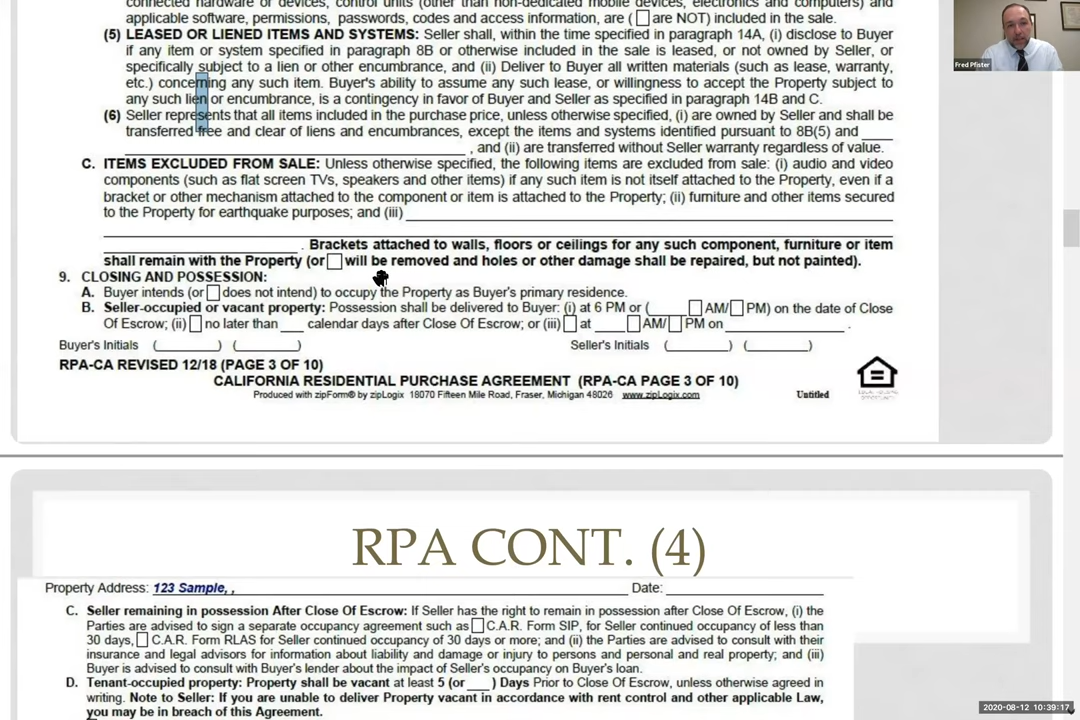 connected hardware or devices, control units (other than non-dedicated mobile devices, electronics and computers) and
applicable software, permissions, passwords, codes and access information, are ( ☐ are NOT) included in the sale.
(5) LEASED OR LIENED ITEMS AND SYSTEMS: Seller shall, within the time specified in paragraph 14A, (i) disclose to Buyer
if any item or system specified in paragraph 8B or otherwise included in the sale is leased, or not owned by Seller, or
specifically subject to a lien or other encumbrance, and (ii) Deliver to Buyer all written materials (such as lease, warranty,
etc.) concerning any such item. Buyer's ability to assume any such lease, or willingness to accept the Property subject to
any such lien or encumbrance, is a contingency in favor of Buyer and Seller as specified in paragraph 14B and C.
(6) Seller represents that all items included in the purchase price, unless otherwise specified, (i) are owned by Seller and shall be
transferred free and clear of liens and encumbrances, except the items and systems identified pursuant to 8B(5) and ____
____ , and (ii) are transferred without Seller warranty regardless of value.
C. ITEMS EXCLUDED FROM SALE: Unless otherwise specified, the following items are excluded from sale: (i) audio and video
components (such as flat screen TVs, speakers and other items) if any such item is not itself attached to the Property, even if a
bracket or other mechanism attached to the component or item is attached to the Property; (ii) furniture and other items secured
to the Property for earthquake purposes; and (iii) ____
____ . Brackets attached to walls, floors or ceilings for any such component, furniture or item
shall remain with the Property (or ☐ will be removed and holes or other damage shall be repaired, but not painted).
9. CLOSING AND POSSESSION:
A. Buyer intends (or ☐ does not intend) to occupy the Property as Buyer's primary residence.
B. Seller-occupied or vacant property: Possession shall be delivered to Buyer: (i) at 6 PM or (____ ☐ AM/☐ PM) on the date of Close
Of Escrow; (ii) ☐ no later than ___ calendar days after Close Of Escrow; or (iii) ☐ at ____ ☐ AM/☐ PM on ____ .
Buyer's Initials (____) (____) Seller's Initials (____) (____)
RPA-CA REVISED 12/18 (PAGE 3 OF 10)
CALIFORNIA RESIDENTIAL PURCHASE AGREEMENT (RPA-CA PAGE 3 OF 10)
Produced with zipForm® by zipLogix 18070 Fifteen Mile Road, Fraser, Michigan 48026 www.zipLogix.com Untitled
Fred Pfister
RPA CONT. (4)
Property Address: 123 Sample, , Date: ____
C. Seller remaining in possession After Close Of Escrow: If Seller has the right to remain in possession after Close Of Escrow, (i) the
Parties are advised to sign a separate occupancy agreement such as ☐ C.A.R. Form SIP, for Seller continued occupancy of less than
30 days, ☐ C.A.R. Form RLAS for Seller continued occupancy of 30 days or more; and (ii) the Parties are advised to consult with their
insurance and legal advisors for information about liability and damage or injury to persons and personal and real property; and (iii)
Buyer is advised to consult with Buyer's lender about the impact of Seller's occupancy on Buyer's loan.
D. Tenant-occupied property: Property shall be vacant at least 5 (or ___ ) Days Prior to Close Of Escrow, unless otherwise agreed in
writing. Note to Seller: If you are unable to deliver Property vacant in accordance with rent control and other applicable Law,
you may be in breach of this Agreement.
2020-08-12 10:39:17